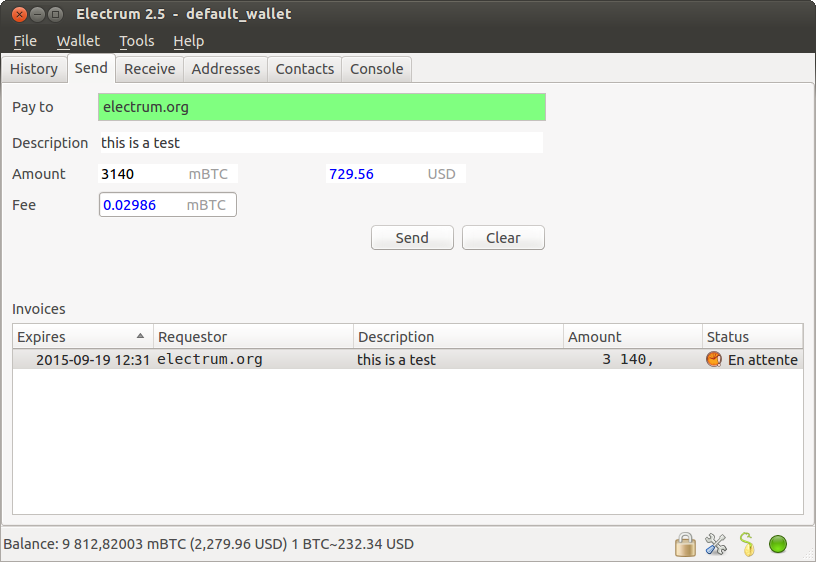 Electrum 2.5 - default_wallet
File Wallet Tools Help
History Send Receive Addresses Contacts Console
Pay to electrum.org
Description this is a test
Amount 3140 mBTC 729.56 USD
Fee 0.02986 mBTC
Send Clear
Invoices
Expires Requestor Description Amount Status
2015-09-19 12:31 electrum.org this is a test 3 140, En attente
Balance: 9 812,82003 mBTC (2,279.96 USD) 1 BTC~232.34 USD